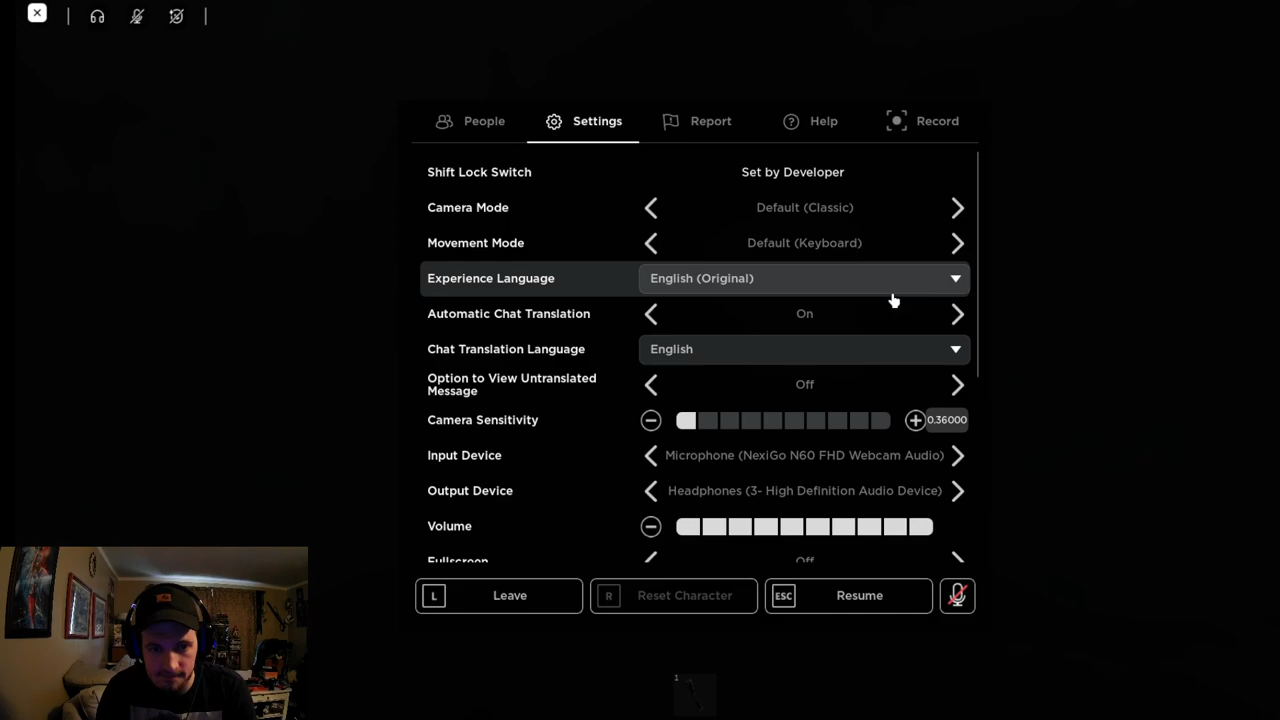 People
Settings
Report
Help
Record
Shift Lock Switch
Set by Developer
Camera Mode
Default (Classic)
Movement Mode
Default (Keyboard)
Experience Language
English (Original)
Automatic Chat Translation
On
Chat Translation Language
English
Option to View Untranslated
Message
Off
Camera Sensitivity
0.36000
Input Device
Microphone (NexiGo N60 FHD Webcam Audio)
Output Device
Headphones (3- High Definition Audio Device)
Volume
Fullscreen
Off
L
Leave
R
Reset Character
ESC
Resume
1